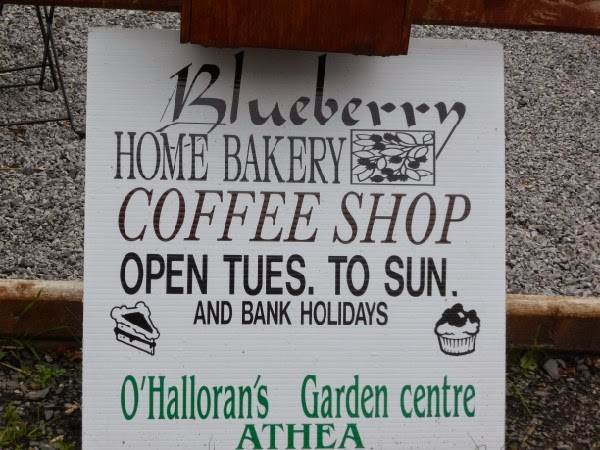 Blueberry
HOME BAKERY
COFFEE SHOP
OPEN TUES. TO SUN.
AND BANK HOLIDAYS
O'Halloran's Garden centre
ATHEA